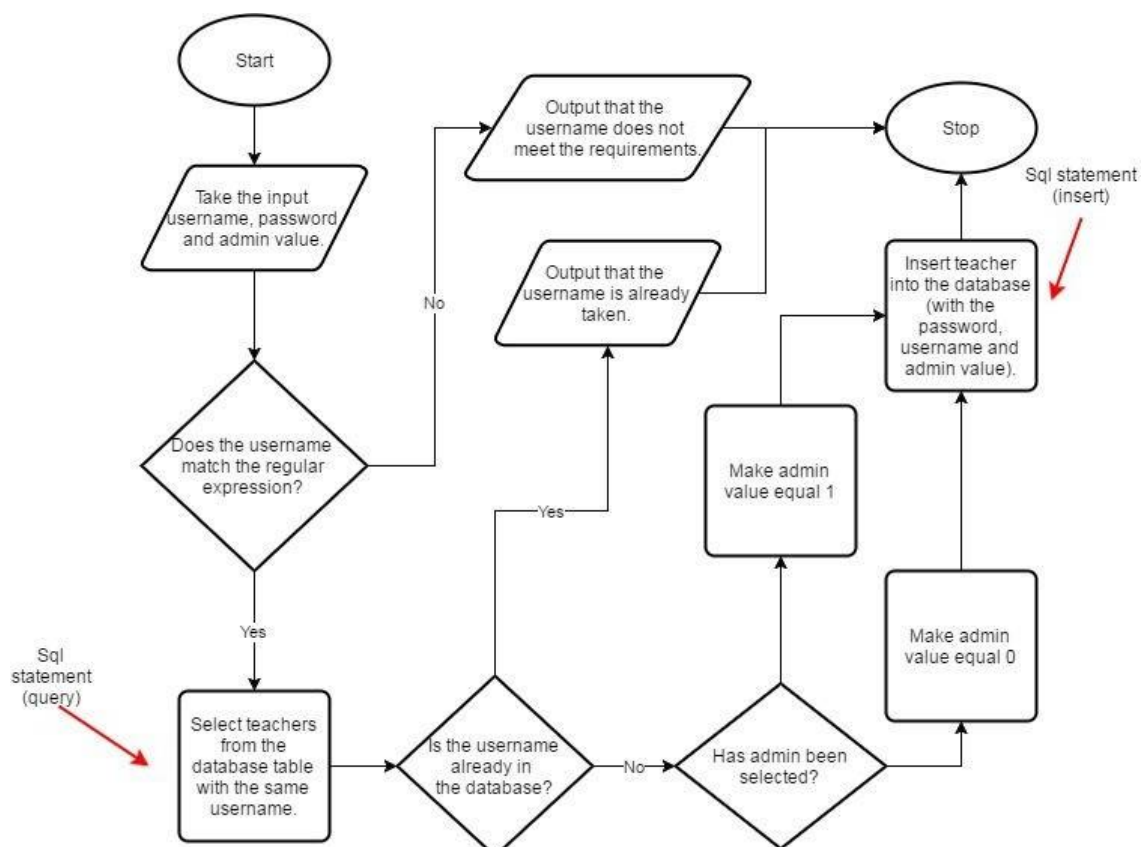 Start
Take the input
username, password
and admin value.
Does the username
match the regular
expression?
No
Output that the
username does not
meet the requirements.
Stop
Yes
Sql
statement
(query)
Select teachers
from the
database table
with the same
username.
Is the username
already in
the database?
Yes
Output that the
username is already
taken.
No
Has admin been
selected?
Make admin
value equal 1
Make admin
value equal 0
Insert teacher
into the database
(with the
password,
username and
admin value).
Sql statement
(insert)